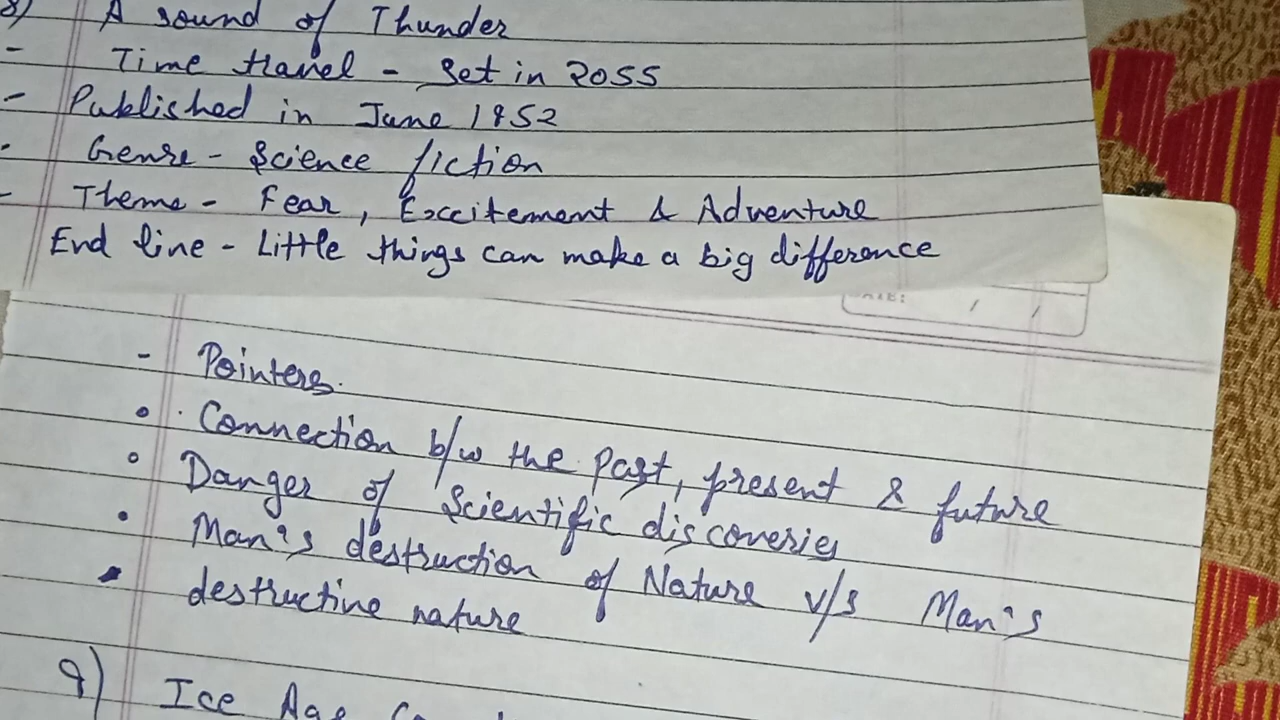 8) A sound of Thunder
- Time travel - Set in 2055
- Published in June 1952
- Genre - Science fiction
- Theme - Fear, Excitement & Adventure
End line - Little things can make a big difference
DATE: / /
- Pointers.
• Connection b/w the Past, present & future
• Danger of Scientific discoveries
• Man's destruction of Nature v/s Man's
destructive nature
9) Ice Age